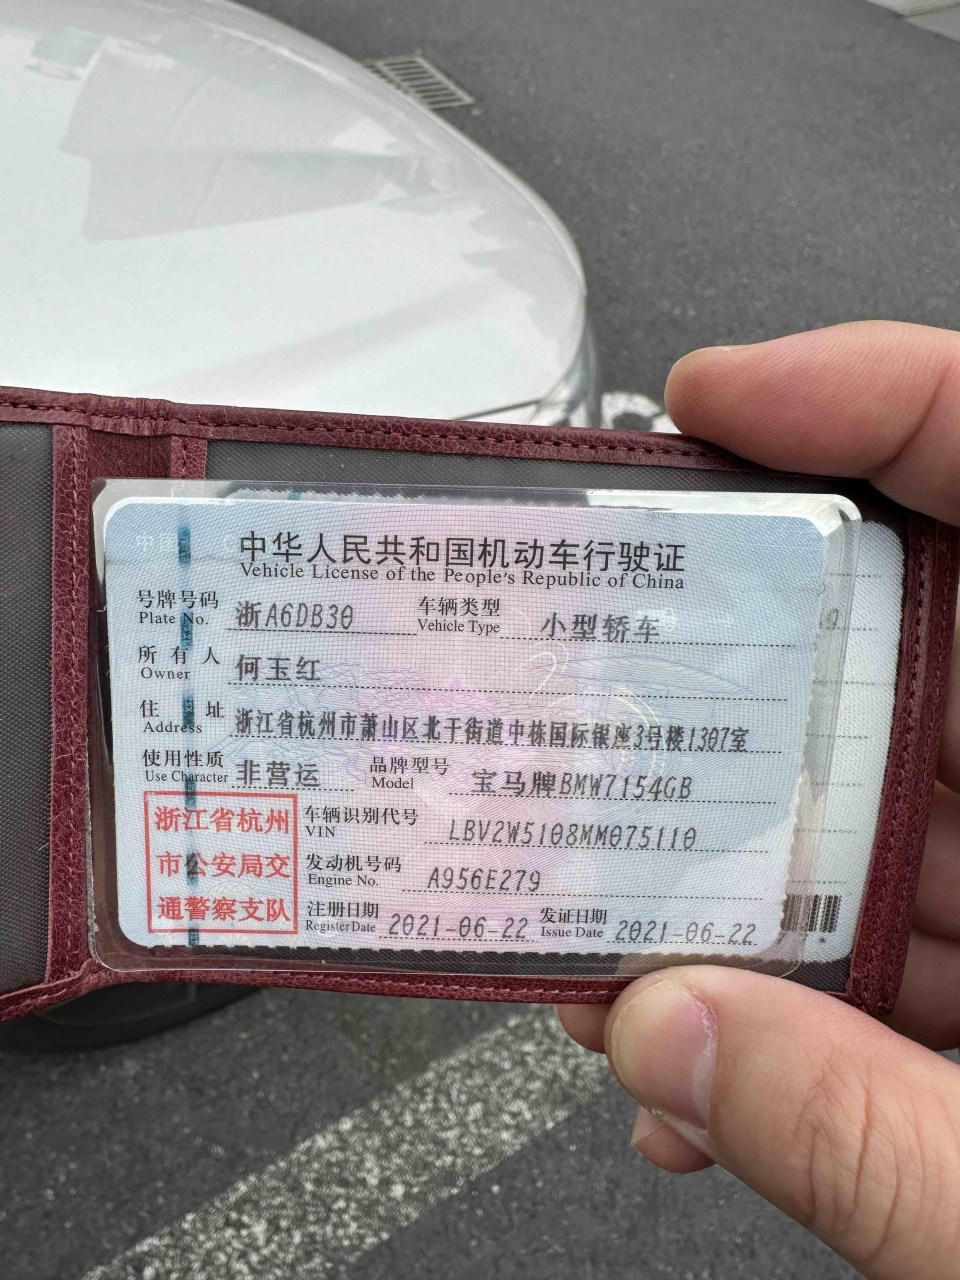 中华人民共和国机动车行驶证
Vehicle License of the People's Republic of China
号牌号码 浙A6DB30 车辆类型 小型轿车
Plate No. Vehicle Type
所有人 何玉红
Owner
住址 浙江省杭州市萧山区北干街道中栋国际银座3号楼1307室
Address
使用性质 非营运 品牌型号 宝马牌BMW7154GB
Use Character Model
浙江省杭州
市公安局交
通警察支队
车辆识别代号 LBV2W5108MM075110
VIN
发动机号码 A956E279
Engine No.
注册日期 2021-06-22 发证日期 2021-06-22
Register Date Issue Date